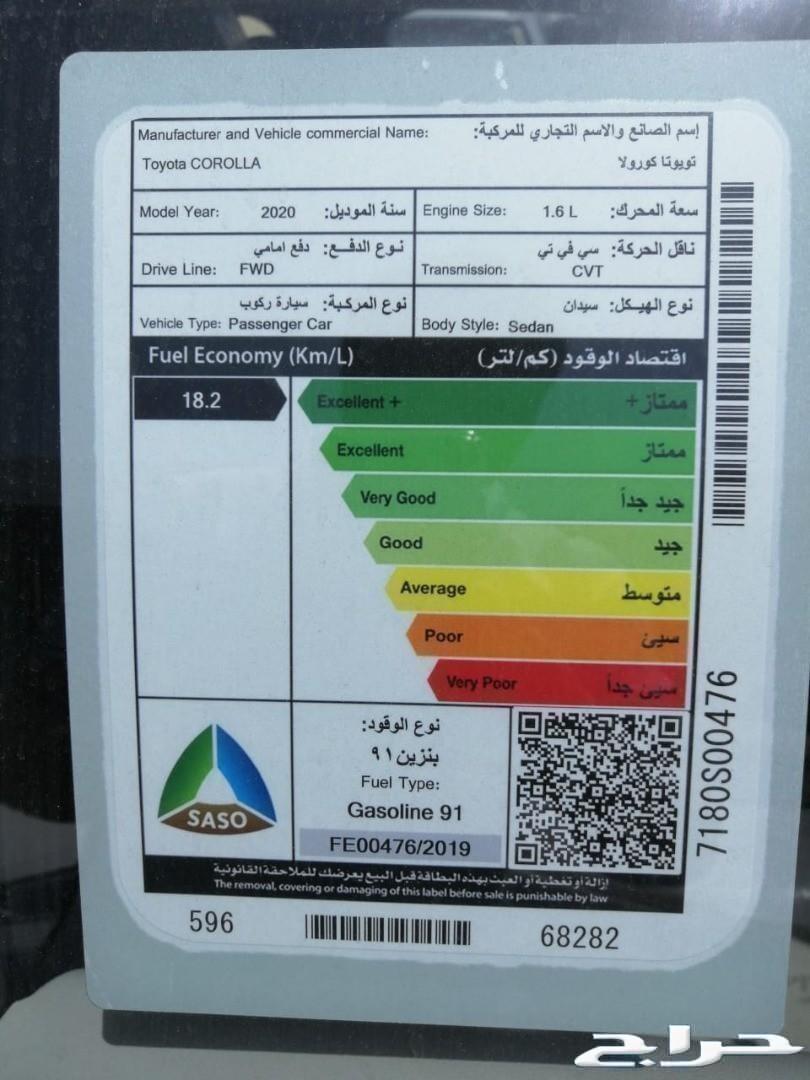 Manufacturer and Vehicle commercial Name: إسم الصانع والاسم التجاري للمركبة:
Toyota COROLLA تويوتا كورولا
Model Year: 2020 سنة الموديل: Engine Size: 1.6 L سعة المحرك:
نوع الدفع: دفع امامي ناقل الحركة: سي في تي
Drive Line: FWD Transmission: CVT
نوع المركبة: سيارة ركوب نوع الهيكل: سيدان
Vehicle Type: Passenger Car Body Style: Sedan
Fuel Economy (Km/L) اقتصاد الوقود (كم/لتر)
18.2 Excellent + ممتاز +
Excellent ممتاز
Very Good جيد جداً
Good جيد
Average متوسط
Poor سيئ
Very Poor سيئ جداً
نوع الوقود:
بنزين ٩١
Fuel Type:
Gasoline 91
SASO
FE00476/2019
إزالة أو تغطية أو العبث بهذه البطاقة قبل البيع يعرضك للملاحقة القانونية
The removal, covering or damaging of this label before sale is punishable by law
596 68282
7180S00476
حراج